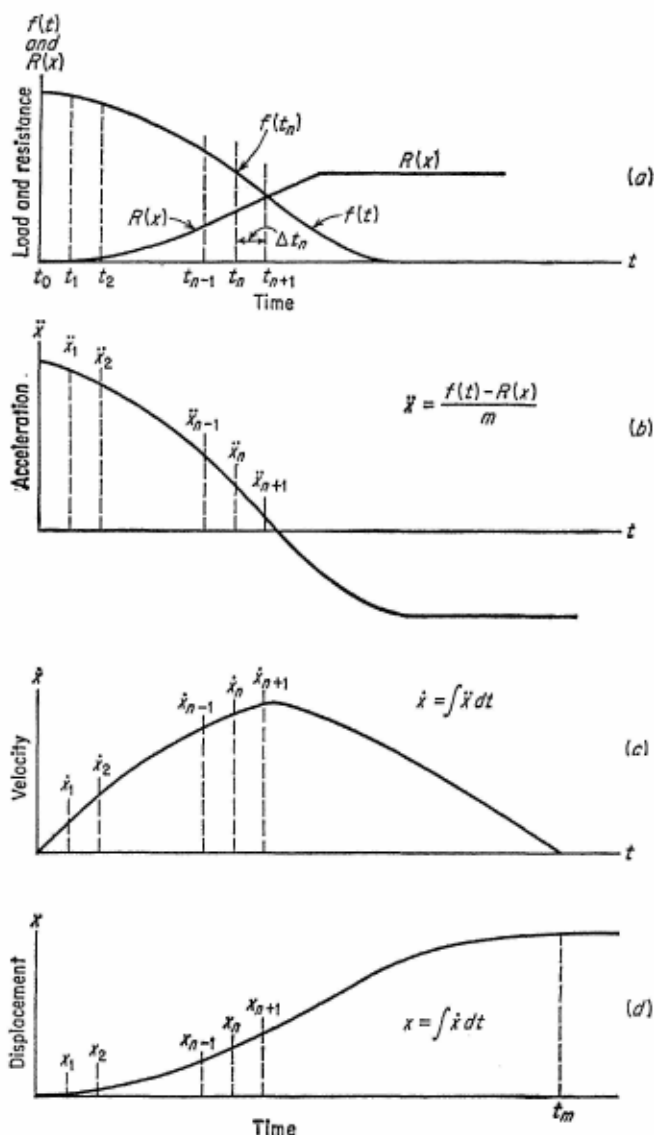 f(t)
and
R(x)
Load and resistance
f(tₙ)
R(x)
R(x)
f(t)
Δtₙ
(a)
t₀ t₁ t₂ tₙ₋₁ tₙ tₙ₊₁ t
Time
ẍ
Acceleration
ẍ₁
ẍ₂
ẍₙ₋₁
ẍₙ
ẍₙ₊₁
ẍ = f(t) – R(x) / m
(b)
t
ẋ
Velocity
ẋ₁
ẋ₂
ẋₙ₋₁
ẋₙ
ẋₙ₊₁
ẋ = ∫ẍ dt
(c)
t
x
Displacement
x₁
x₂
xₙ₋₁
xₙ
xₙ₊₁
x = ∫ẋ dt
(d)
tₘ
Time